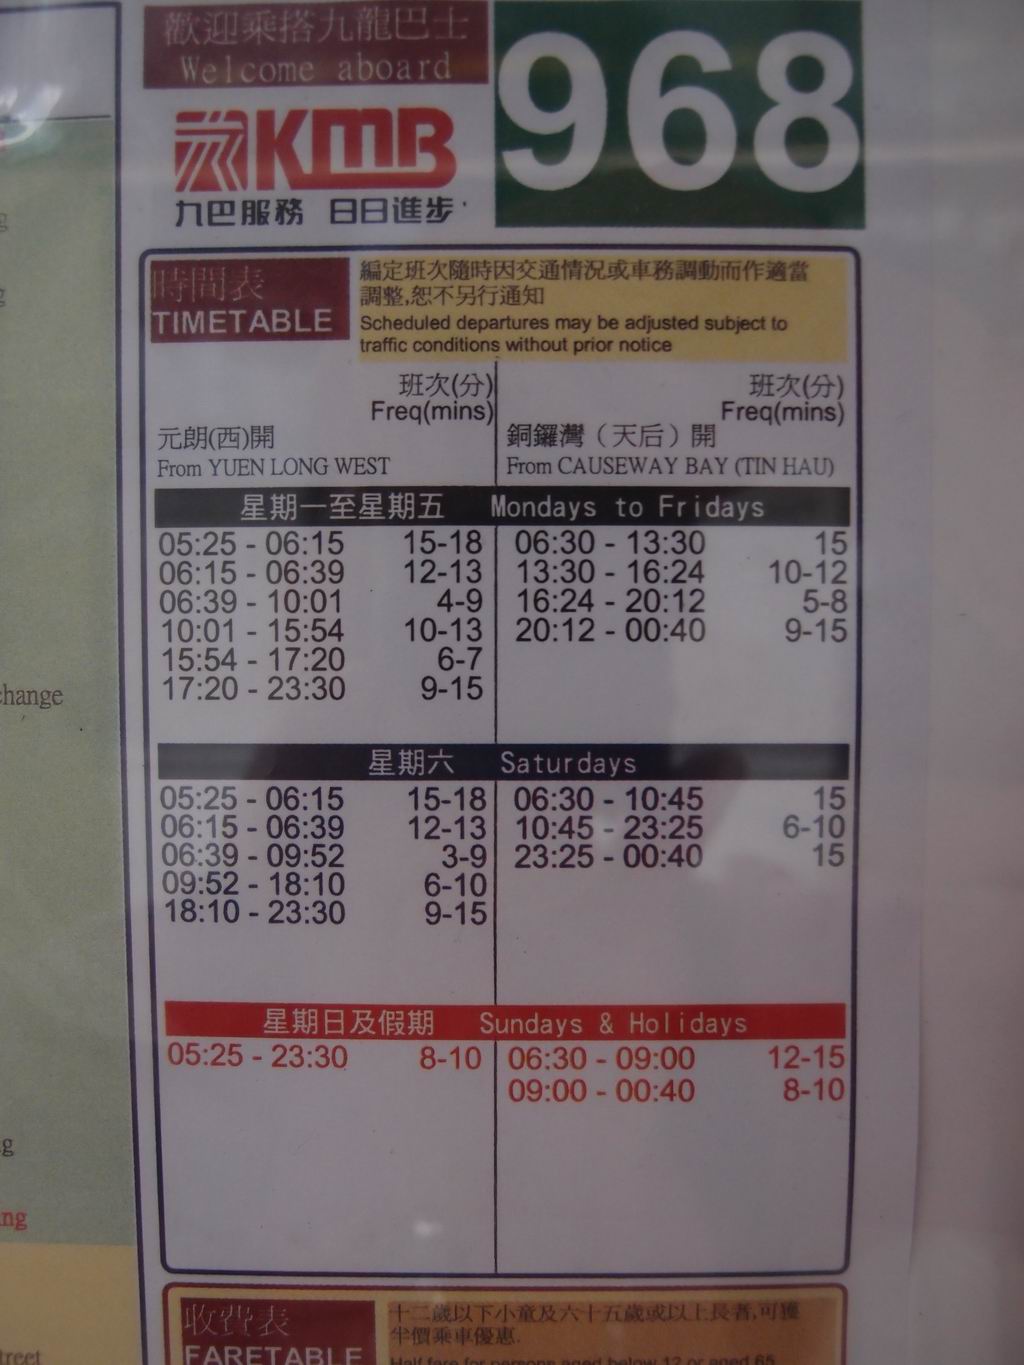 歡迎乘搭九龍巴士
Welcome aboard
KMB
九巴服務 日日進步
968
時間表
TIMETABLE
編定班次隨時因交通情況或車務調動而作適當
調整,恕不另行通知
Scheduled departures may be adjusted subject to
traffic conditions without prior notice
班次(分) 班次(分)
Freq(mins) Freq(mins)
元朗(西)開 銅鑼灣（天后）開
From YUEN LONG WEST From CAUSEWAY BAY (TIN HAU)
星期一至星期五 Mondays to Fridays
05:25 - 06:15 15-18 06:30 - 13:30 15
06:15 - 06:39 12-13 13:30 - 16:24 10-12
06:39 - 10:01 4-9 16:24 - 20:12 5-8
10:01 - 15:54 10-13 20:12 - 00:40 9-15
15:54 - 17:20 6-7
17:20 - 23:30 9-15
星期六 Saturdays
05:25 - 06:15 15-18 06:30 - 10:45 15
06:15 - 06:39 12-13 10:45 - 23:25 6-10
06:39 - 09:52 3-9 23:25 - 00:40 15
09:52 - 18:10 6-10
18:10 - 23:30 9-15
星期日及假期 Sundays & Holidays
05:25 - 23:30 8-10 06:30 - 09:00 12-15
09:00 - 00:40 8-10
收費表
FARETABLE
十二歲以下小童及六十五歲或以上長者,可獲
半價乘車優惠.
Half fare for persons aged below 12 or aged 65